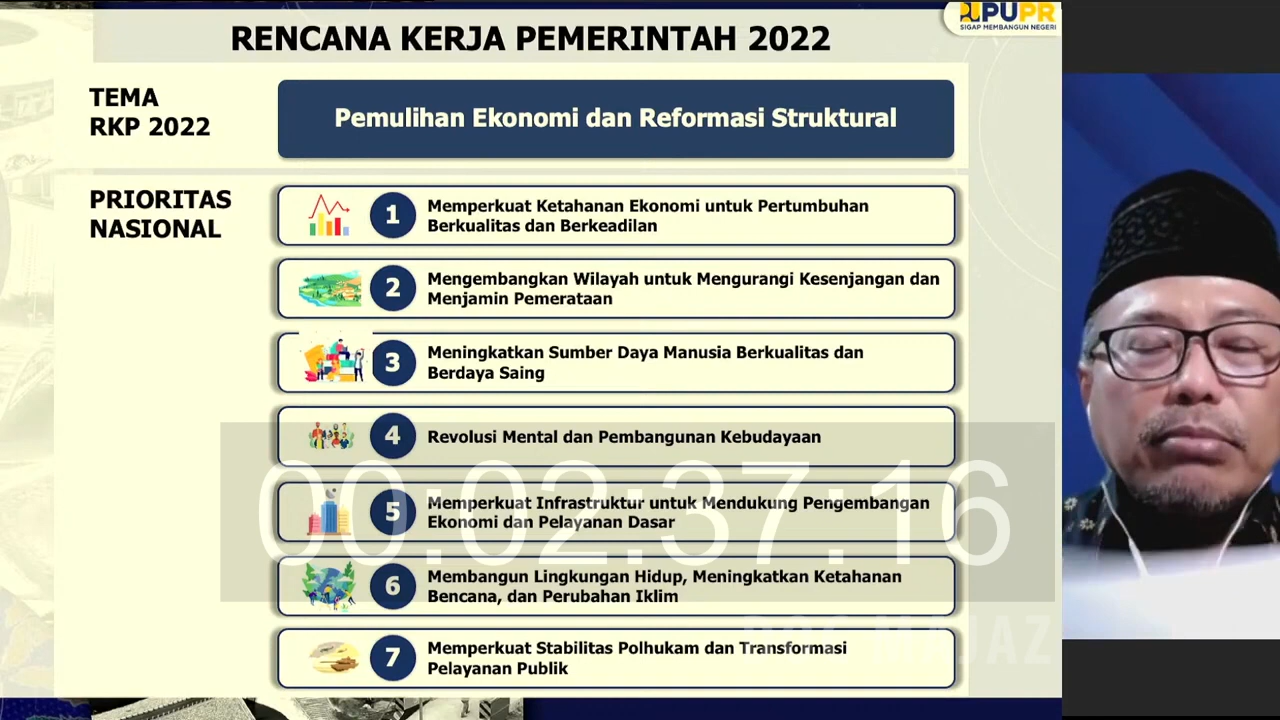 PUPR
SIGAP MEMBANGUN NEGERI
RENCANA KERJA PEMERINTAH 2022
TEMA
RKP 2022
Pemulihan Ekonomi dan Reformasi Struktural
PRIORITAS
NASIONAL
1
Memperkuat Ketahanan Ekonomi untuk Pertumbuhan
Berkualitas dan Berkeadilan
2
Mengembangkan Wilayah untuk Mengurangi Kesenjangan dan
Menjamin Pemerataan
3
Meningkatkan Sumber Daya Manusia Berkualitas dan
Berdaya Saing
4
Revolusi Mental dan Pembangunan Kebudayaan
5
Memperkuat Infrastruktur untuk Mendukung Pengembangan
Ekonomi dan Pelayanan Dasar
00:02:37:16
6
Membangun Lingkungan Hidup, Meningkatkan Ketahanan
Bencana, dan Perubahan Iklim
7
Memperkuat Stabilitas Polhukam dan Transformasi
Pelayanan Publik